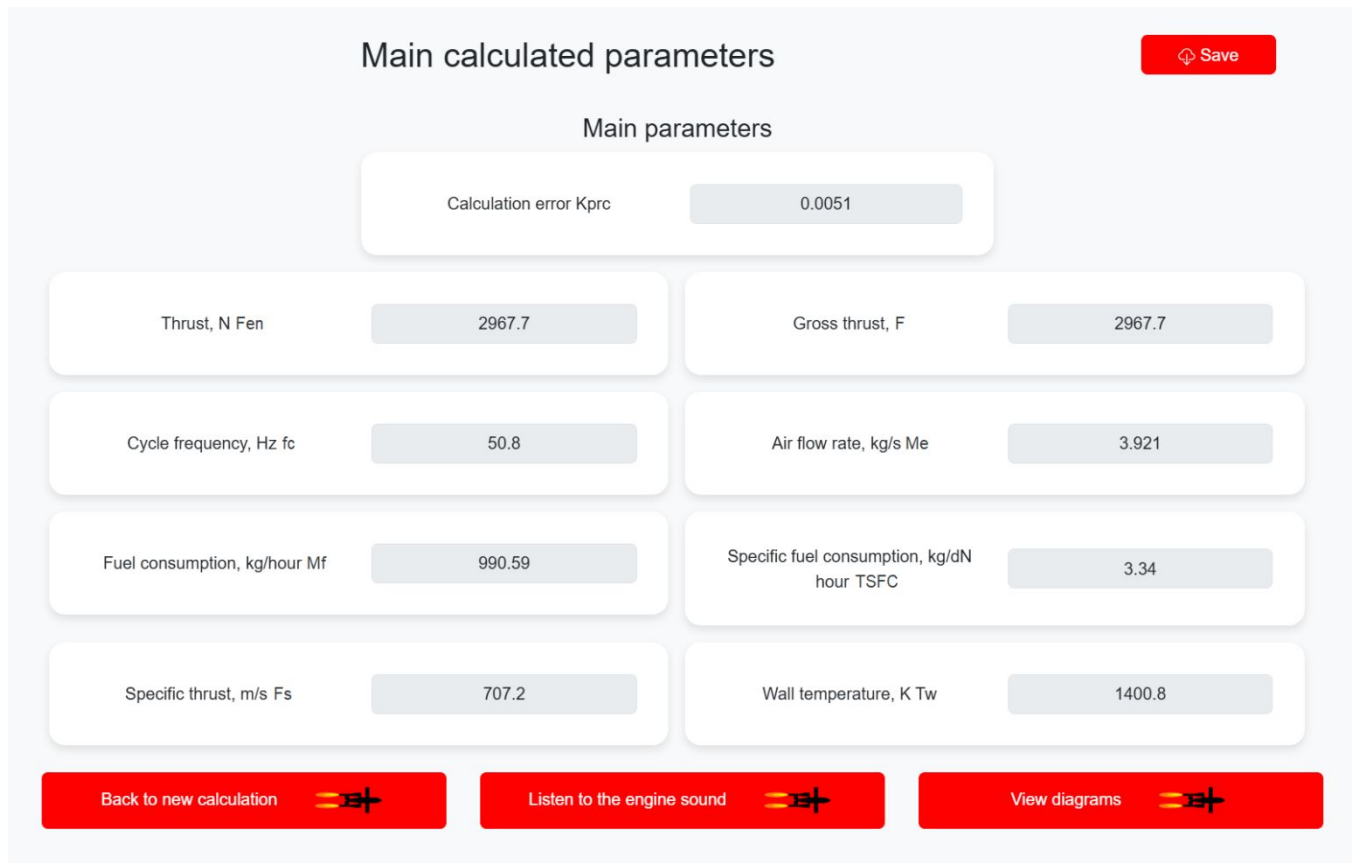 Main calculated parameters
Save
Main parameters
Calculation error Kprc
0.0051
Thrust, N Fen
2967.7
Gross thrust, F
2967.7
Cycle frequency, Hz fc
50.8
Air flow rate, kg/s Me
3.921
Fuel consumption, kg/hour Mf
990.59
Specific fuel consumption, kg/dN
hour TSFC
3.34
Specific thrust, m/s Fs
707.2
Wall temperature, K Tw
1400.8
Back to new calculation
Listen to the engine sound
View diagrams